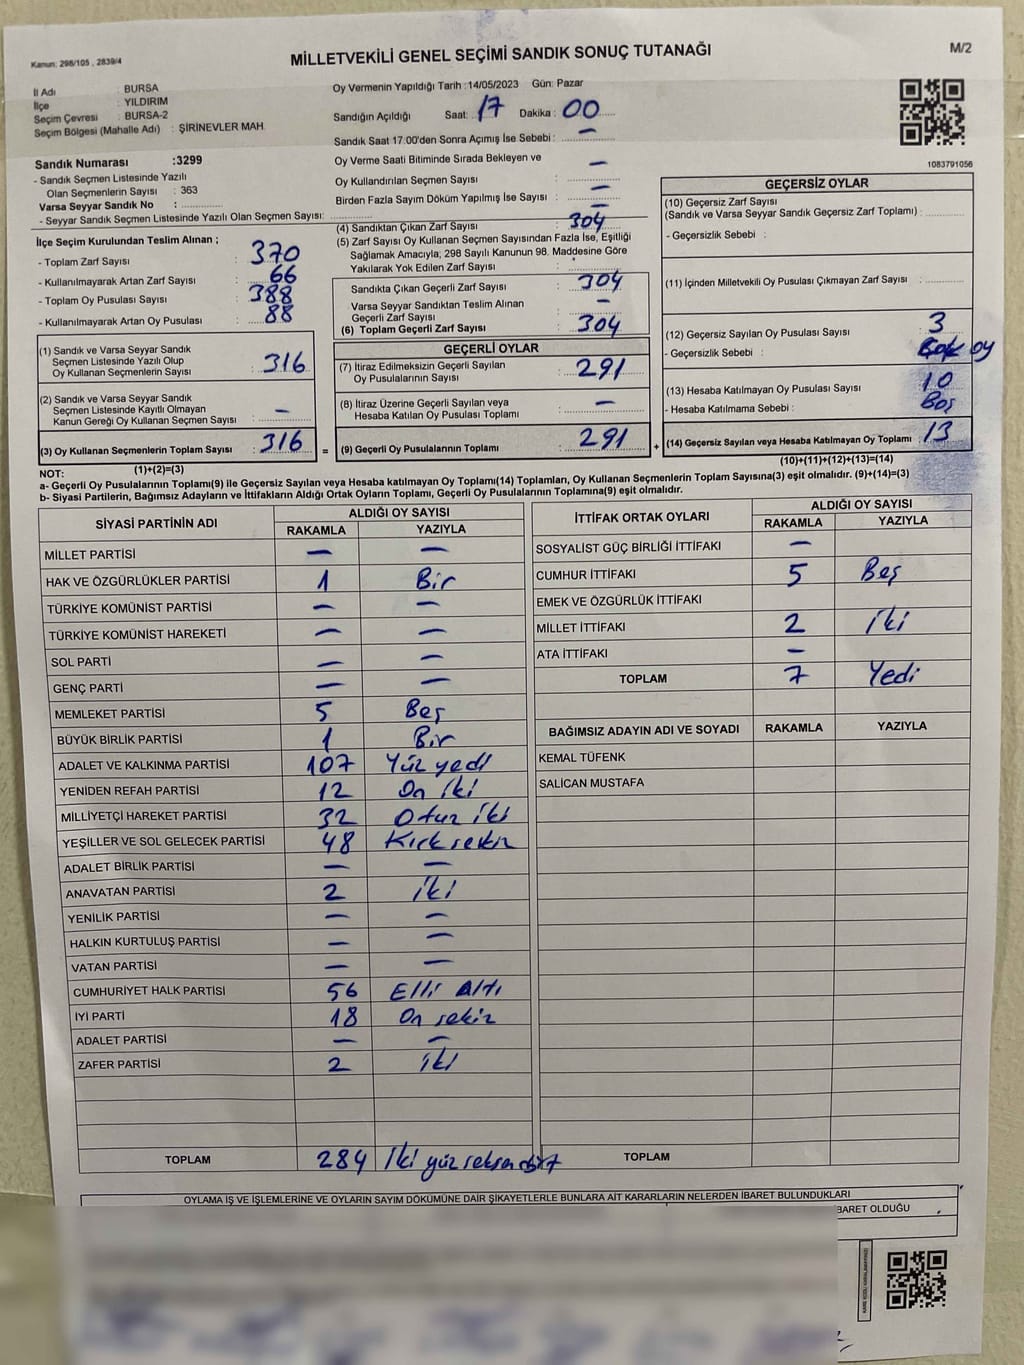 Kanun: 298/105 , 2839/4
MİLLETVEKİLİ GENEL SEÇİMİ SANDIK SONUÇ TUTANAĞI
M/2
İl Adı : BURSA
İlçe : YILDIRIM
Seçim Çevresi : BURSA-2
Seçim Bölgesi (Mahalle Adı) : ŞİRİNEVLER MAH
Sandık Numarası :3299
- Sandık Seçmen Listesinde Yazılı
Olan Seçmenlerin Sayısı : 363
Varsa Seyyar Sandık No :
- Seyyar Sandık Seçmen Listesinde Yazılı Olan Seçmen Sayısı:
İlçe Seçim Kurulundan Teslim Alınan ;
- Toplam Zarf Sayısı : 370
- Kullanılmayarak Artan Zarf Sayısı : 66
- Toplam Oy Pusulası Sayısı : 388
- Kullanılmayarak Artan Oy Pusulası : 88
(1) Sandık ve Varsa Seyyar Sandık
Seçmen Listesinde Yazılı Olup
Oy Kullanan Seçmenlerin Sayısı : 316
(2) Sandık ve Varsa Seyyar Sandık
Seçmen Listesinde Kayıtlı Olmayan
Kanun Gereği Oy Kullanan Seçmen Sayısı : –
(3) Oy Kullanan Seçmenlerin Toplam Sayısı : 316
(1)+(2)=(3)
Oy Vermenin Yapıldığı Tarih :14/05/2023 Gün: Pazar
Sandığın Açıldığı Saat: 17 Dakika : 00
Sandık Saat 17:00'den Sonra Açımış İse Sebebi : –
Oy Verme Saati Bitiminde Sırada Bekleyen ve –
Oy Kullandırılan Seçmen Sayısı : –
Birden Fazla Sayım Döküm Yapılmış İse Sayısı : –
(4) Sandıktan Çıkan Zarf Sayısı : 304
(5) Zarf Sayısı Oy Kullanan Seçmen Sayısından Fazla İse, Eşitliği
Sağlamak Amacıyla; 298 Sayılı Kanunun 98. Maddesine Göre
Yakılarak Yok Edilen Zarf Sayısı :
Sandıkta Çıkan Geçerli Zarf Sayısı : 304
Varsa Seyyar Sandıktan Teslim Alınan
Geçerli Zarf Sayısı : –
(6) Toplam Geçerli Zarf Sayısı : 304
GEÇERLİ OYLAR
(7) İtiraz Edilmeksizin Geçerli Sayılan
Oy Pusulalarının Sayısı : 291
(8) İtiraz Üzerine Geçerli Sayılan veya
Hesaba Katılan Oy Pusulası Toplamı : –
= (9) Geçerli Oy Pusulalarının Toplamı : 291 +
1083791056
GEÇERSİZ OYLAR
(10) Geçersiz Zarf Sayısı
(Sandık ve Varsa Seyyar Sandık Geçersiz Zarf Toplamı) :
- Geçersizlik Sebebi :
(11) İçinden Milletvekili Oy Pusulası Çıkmayan Zarf Sayısı :
(12) Geçersiz Sayılan Oy Pusulası Sayısı : 3
- Geçersizlik Sebebi : Çok oy
(13) Hesaba Katılmayan Oy Pusulası Sayısı : 10
- Hesaba Katılmama Sebebi : Boş
(14) Geçersiz Sayılan veya Hesaba Katılmayan Oy Toplamı : 13
(10)+(11)+(12)+(13)=(14)
NOT:
a- Geçerli Oy Pusulalarının Toplamı(9) ile Geçersiz Sayılan veya Hesaba katılmayan Oy Toplamı(14) Toplamları, Oy Kullanan Seçmenlerin Toplam Sayısına(3) eşit olmalıdır. (9)+(14)=(3)
b- Siyasi Partilerin, Bağımsız Adayların ve İttifakların Aldığı Ortak Oyların Toplamı, Geçerli Oy Pusulalarının Toplamına(9) eşit olmalıdır.
SİYASİ PARTİNİN ADI ALDIĞI OY SAYISI
RAKAMLA YAZIYLA
MİLLET PARTİSİ – –
HAK VE ÖZGÜRLÜKLER PARTİSİ 1 Bir
TÜRKİYE KOMÜNİST PARTİSİ – –
TÜRKİYE KOMÜNİST HAREKETİ – –
SOL PARTİ – –
GENÇ PARTİ – –
MEMLEKET PARTİSİ 5 Beş
BÜYÜK BİRLİK PARTİSİ 1 Bir
ADALET VE KALKINMA PARTİSİ 107 Yüz yedi
YENİDEN REFAH PARTİSİ 12 On iki
MİLLİYETÇİ HAREKET PARTİSİ 32 Otuz iki
YEŞİLLER VE SOL GELECEK PARTİSİ 48 Kırk sekiz
ADALET BİRLİK PARTİSİ – –
ANAVATAN PARTİSİ 2 İki
YENİLİK PARTİSİ – –
HALKIN KURTULUŞ PARTİSİ – –
VATAN PARTİSİ – –
CUMHURİYET HALK PARTİSİ 56 Elli Altı
İYİ PARTİ 18 On sekiz
ADALET PARTİSİ – –
ZAFER PARTİSİ 2 İki
TOPLAM 284 İki yüz seksen
İTTİFAK ORTAK OYLARI ALDIĞI OY SAYISI
RAKAMLA YAZIYLA
SOSYALİST GÜÇ BİRLİĞİ İTTİFAKI –
CUMHUR İTTİFAKI 5 Beş
EMEK VE ÖZGÜRLÜK İTTİFAKI
MİLLET İTTİFAKI 2 İki
ATA İTTİFAKI –
TOPLAM 7 Yedi
BAĞIMSIZ ADAYIN ADI VE SOYADI RAKAMLA YAZIYLA
KEMAL TÜFENK
SALİCAN MUSTAFA
TOPLAM
OYLAMA İŞ VE İŞLEMLERİNE VE OYLARIN SAYIM DÖKÜMÜNE DAİR ŞİKAYETLERLE BUNLARA AİT KARARLARIN NELERDEN İBARET BULUNDUKLARI
BARET OLDUĞU